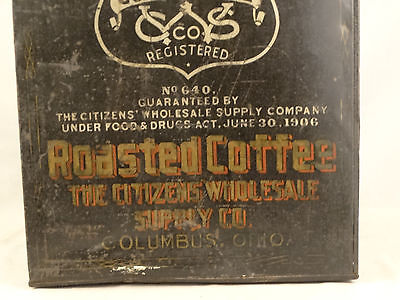 CO
REGISTERED
No 640.
GUARANTEED BY
THE CITIZENS' WHOLESALE SUPPLY COMPANY
UNDER FOOD & DRUGS ACT, JUNE 30, 1906
Roasted Coffee
THE CITIZENS WHOLESALE
SUPPLY CO.
COLUMBUS, OHIO.